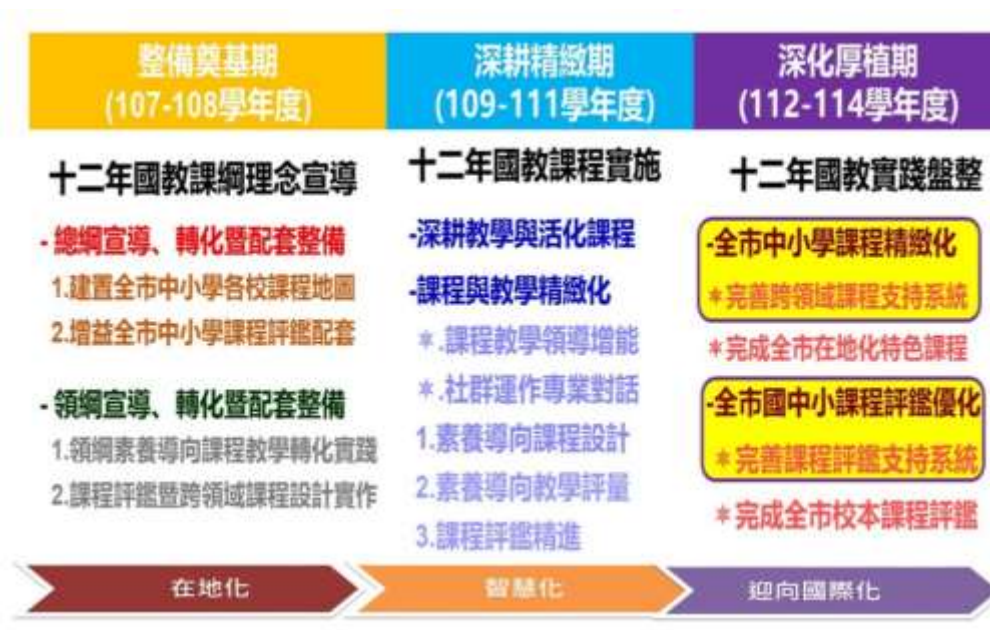 整備奠基期
(107-108學年度)
十二年國教課綱理念宣導
- 總綱宣導、轉化暨配套整備
1.建置全市中小學各校課程地圖
2.增益全市中小學課程評鑑配套
- 領綱宣導、轉化暨配套整備
1.領綱素養導向課程教學轉化實踐
2.課程評鑑暨跨領域課程設計實作
在地化
深耕精緻期
(109-111學年度)
十二年國教課程實施
-深耕教學與活化課程
-課程與教學精緻化
＊.課程教學領導增能
＊.社群運作專業對話
1.素養導向課程設計
2.素養導向教學評量
3.課程評鑑精進
智慧化
深化厚植期
(112-114學年度)
十二年國教實踐盤整
-全市中小學課程精緻化
＊完善跨領域課程支持系統
＊完成全市在地化特色課程
-全市國中小課程評鑑優化
＊完善課程評鑑支持系統
＊完成全市校本課程評鑑
迎向國際化